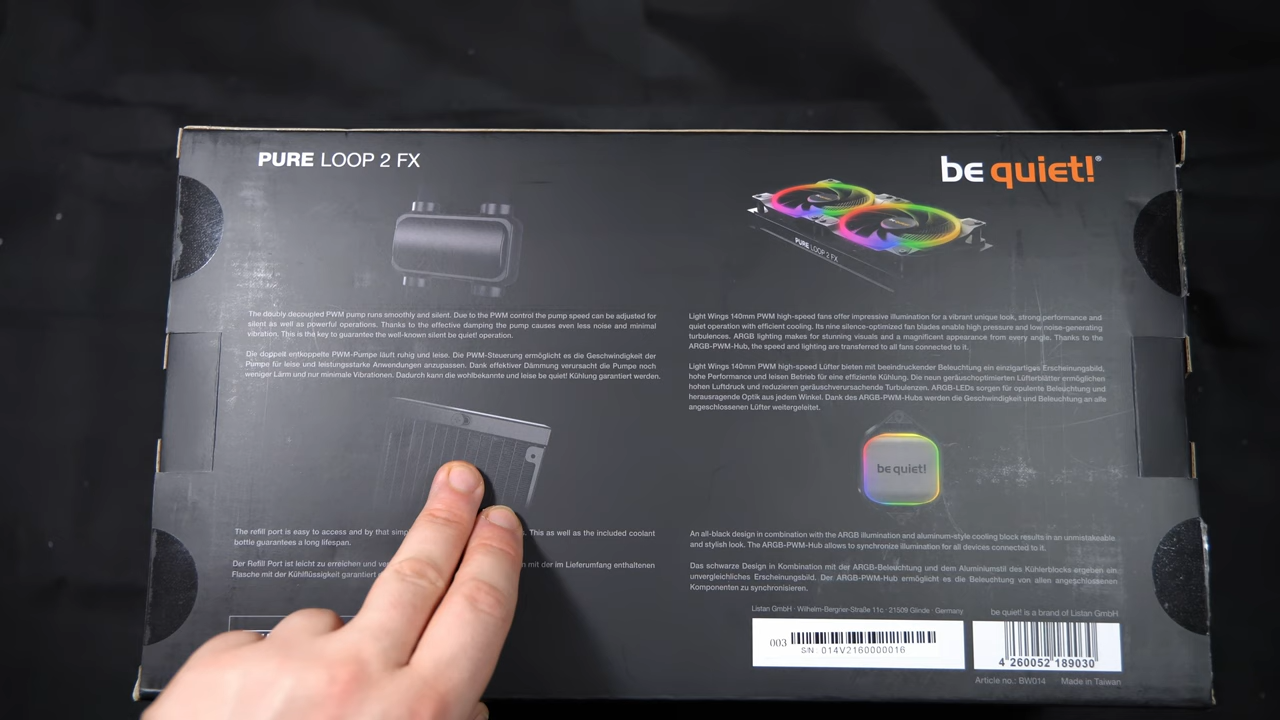 PURE LOOP 2 FX
be quiet!®
PURE LOOP 2 FX
The doubly decoupled PWM pump runs smoothly and silent. Due to the PWM control the pump speed can be adjusted for
silent as well as powerful operations. Thanks to the effective damping the pump causes even less noise and minimal
vibration. This is the key to guarantee the well-known silent be quiet! operation.
Die doppelt entkoppelte PWM-Pumpe läuft ruhig und leise. Die PWM-Steuerung ermöglicht es die Geschwindigkeit der
Pumpe für leise und leistungsstarke Anwendungen anzupassen. Dank effektiver Dämpfung verursacht die Pumpe noch
weniger Lärm und nur minimale Vibrationen. Dadurch kann die wohlbekannte und leise be quiet! Kühlung garantiert werden.
Light Wings 140mm PWM high-speed fans offer impressive illumination for a vibrant unique look, strong performance and
quiet operation with efficient cooling. Its nine silence-optimized fan blades enable high pressure and low noise-generating
turbulences. ARGB lighting makes for stunning visuals and a magnificent appearance from every angle. Thanks to the
ARGB-PWM-Hub, the speed and lighting are transferred to all fans connected to it.
Light Wings 140mm PWM high-speed Lüfter bieten mit beeindruckender Beleuchtung ein einzigartiges Erscheinungsbild,
hohe Performance und leisen Betrieb für eine effiziente Kühlung. Die neun geräuschoptimierten Lüfterblätter ermöglichen
hohen Luftdruck und reduzieren geräuschverursachende Turbulenzen. ARGB-LEDs sorgen für opulente Beleuchtung und
herausragende Optik aus jedem Winkel. Dank des ARGB-PWM-Hubs werden die Geschwindigkeit und Beleuchtung an alle
angeschlossenen Lüfter weitergeleitet.
be quiet!
The refill port is easy to access and by that This as well as the included coolant
bottle guarantees a long lifespan.
Der Refill Port ist leicht zu erreichen und mit der im Lieferumfang enthaltenen
Flasche mit der Kühlflüssigkeit garantiert
An all-black design in combination with the ARGB illumination and aluminum-style cooling block results in an unmistakeable
and stylish look. The ARGB-PWM-Hub allows to synchronize illumination for all devices connected to it.
Das schwarze Design in Kombination mit der ARGB-Beleuchtung und dem Aluminiumstil des Kühlerblocks ergeben ein
unvergleichliches Erscheinungsbild. Der ARGB-PWM-Hub ermöglicht es die Beleuchtung von allen angeschlossenen
Komponenten zu synchronisieren.
Listan GmbH · Wilhelm-Bergner-Straße 11c · 21509 Glinde · Germany
be quiet! is a brand of Listan GmbH
003
S/N: 014V2160000016
4 260052 189030
Article no.: BW014 Made in Taiwan